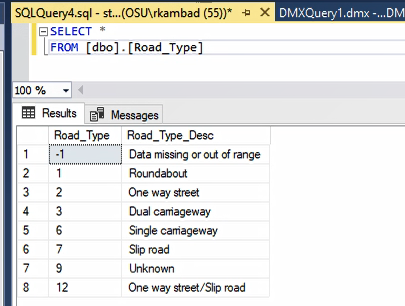 SQLQuery4.sql - st...(OSU\rkambad (55))* DMXQuery1.dmx - ...DM
SELECT *
FROM [dbo].[Road_Type]
100 %
Results Messages
Road_Type Road_Type_Desc
1 -1 Data missing or out of range
2 1 Roundabout
3 2 One way street
4 3 Dual carriageway
5 6 Single carriageway
6 7 Slip road
7 9 Unknown
8 12 One way street/Slip road